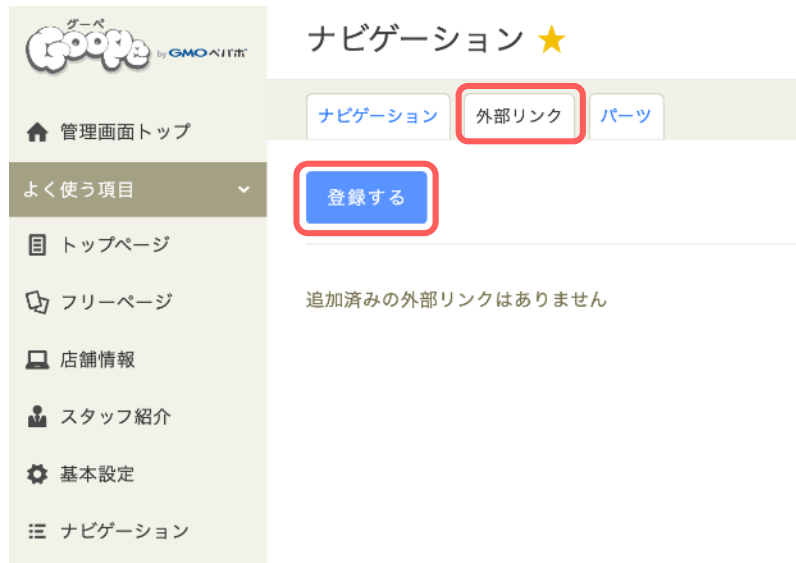 グーペ
Goope by GMOペパボ
管理画面トップ
よく使う項目
トップページ
フリーページ
店舗情報
スタッフ紹介
基本設定
ナビゲーション
ナビゲーション
ナビゲーション 外部リンク パーツ
登録する
追加済みの外部リンクはありません